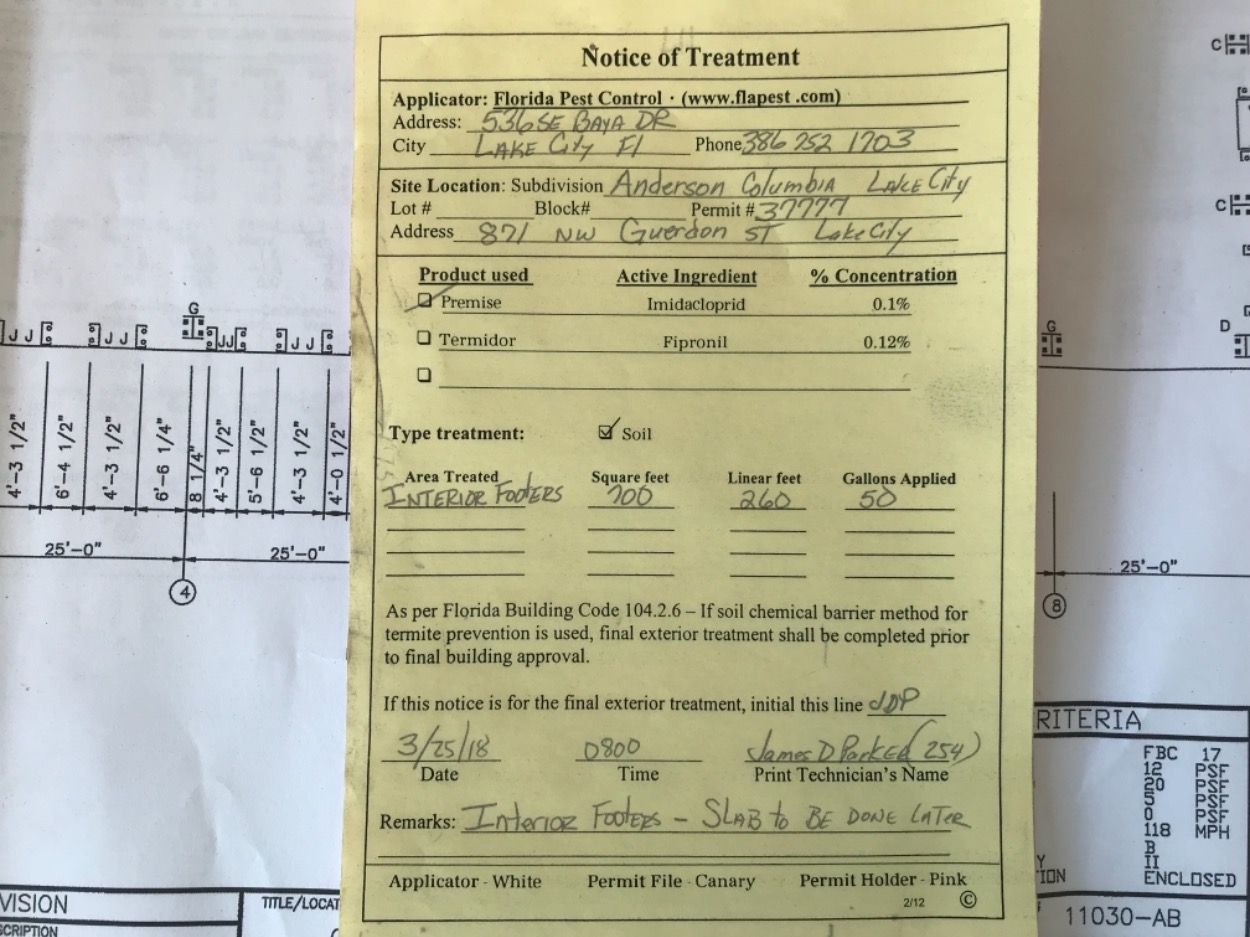 Notice of Treatment
Applicator: Florida Pest Control · (www.flapest .com)
Address: 536 SE BAYA DR
City LAKE City Fl Phone 386 752 1703
Site Location: Subdivision Anderson Columbia Lake City
Lot # Block# Permit # 37777
Address 871 NW Guerdon ST Lake City
Product used Active Ingredient % Concentration
Premise Imidacloprid 0.1%
Termidor Fipronil 0.12%
Type treatment: Soil
Area Treated Square feet Linear feet Gallons Applied
INTERIOR FOOTERS 700 260 50
As per Florida Building Code 104.2.6 – If soil chemical barrier method for
termite prevention is used, final exterior treatment shall be completed prior
to final building approval.
If this notice is for the final exterior treatment, initial this line JDP
3/25/18 0800 James D Parker (254)
Date Time Print Technician's Name
Remarks: Interior Footers - SLAB to BE DONE LATER
Applicator - White Permit File - Canary Permit Holder - Pink
2/12 ©
G
J J J J JJ J J
4'-3 1/2" 6'-4 1/2" 4'-3 1/2" 6'-6 1/4" 8 1/4" 4'-3 1/2" 5'-6 1/2" 4'-3 1/2" 4'-0 1/2"
25'-0" 25'-0"
4
VISION
TITLE/LOCAT
SCRIPTION
C
C
G
D
25'-0"
8
RITERIA
FBC 17
12 PSF
20 PSF
5 PSF
0 PSF
118 MPH
B
Y II
TION ENCLOSED
11030-AB